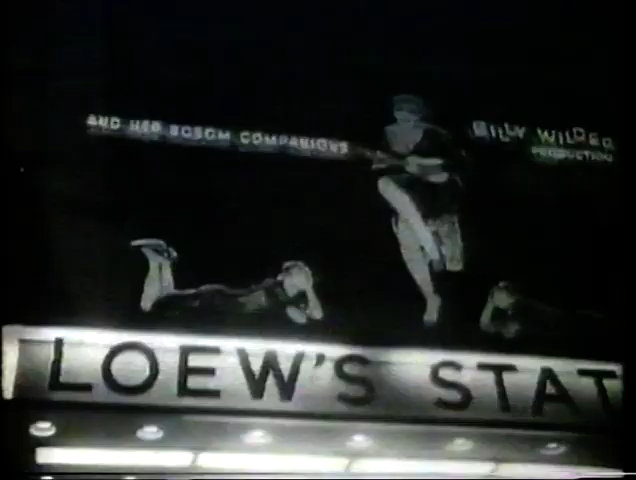 AND HER BOSOM COMPANIONS
BILLY WILDER
PRODUCTION
LOEW'S STAT